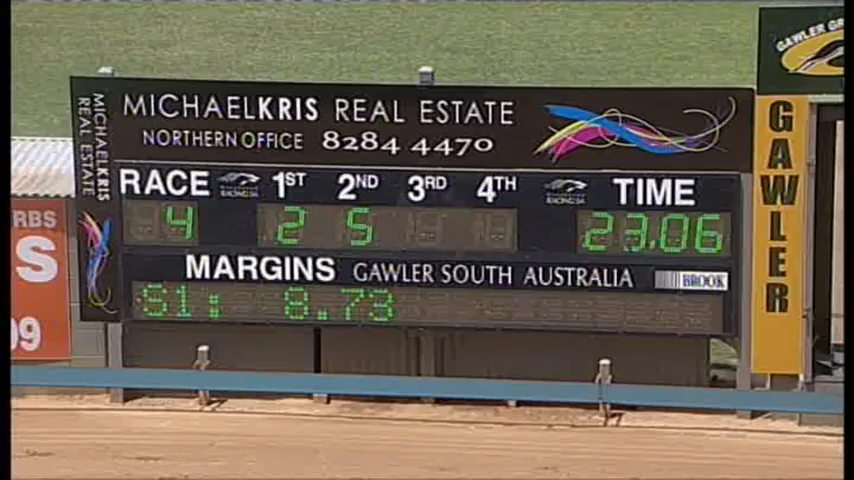 GAWLER GR
MICHAELKRIS REAL ESTATE
NORTHERN OFFICE 8284 4470
MICHAELKRIS
REAL ESTATE
RACE 1ST 2ND 3RD 4TH TIME
4 2 5 23.06
MARGINS GAWLER SOUTH AUSTRALIA BROOK
S1: 8.73
GAWLER
RBS
S
09